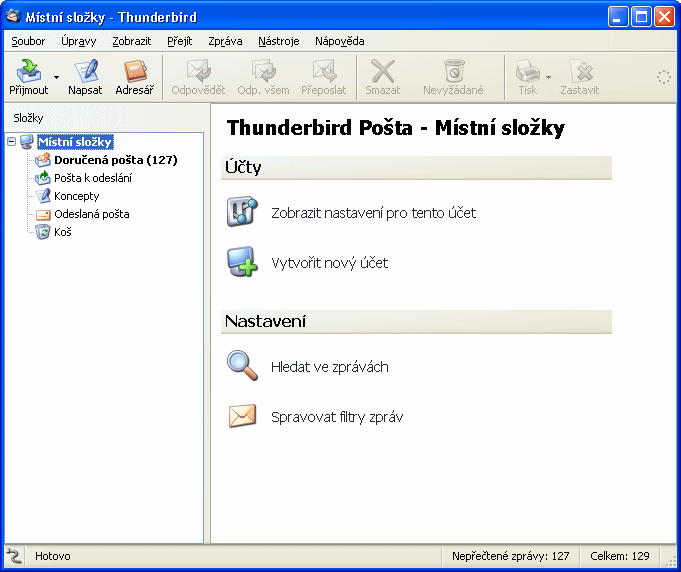 Místní složky - Thunderbird
Soubor Úpravy Zobrazit Přejít Zpráva Nástroje Nápověda
Přijmout Napsat Adresář Odpovědět Odp. všem Přeposlat Smazat Nevyžádané Tisk Zastavit
Složky
Místní složky
Doručená pošta (127)
Pošta k odeslání
Koncepty
Odeslaná pošta
Koš
Thunderbird Pošta - Místní složky
Účty
Zobrazit nastavení pro tento účet
Vytvořit nový účet
Nastavení
Hledat ve zprávách
Spravovat filtry zpráv
Hotovo Nepřečtené zprávy: 127 Celkem: 129